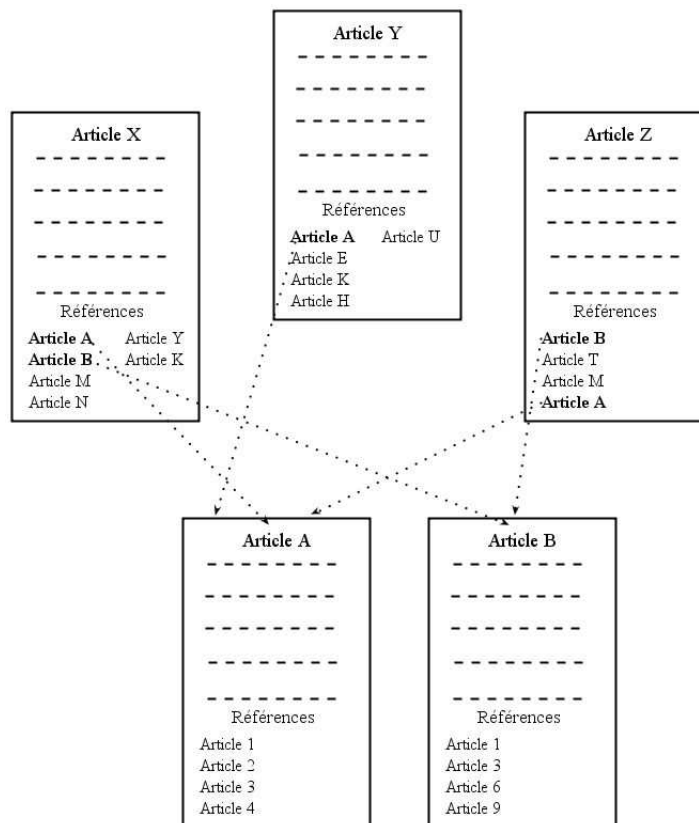 Article Y
Références
Article A Article U
Article E
Article K
Article H
Article X
Références
Article A Article Y
Article B Article K
Article M
Article N
Article Z
Références
Article B
Article T
Article M
Article A
Article A
Références
Article 1
Article 2
Article 3
Article 4
Article B
Références
Article 1
Article 3
Article 6
Article 9